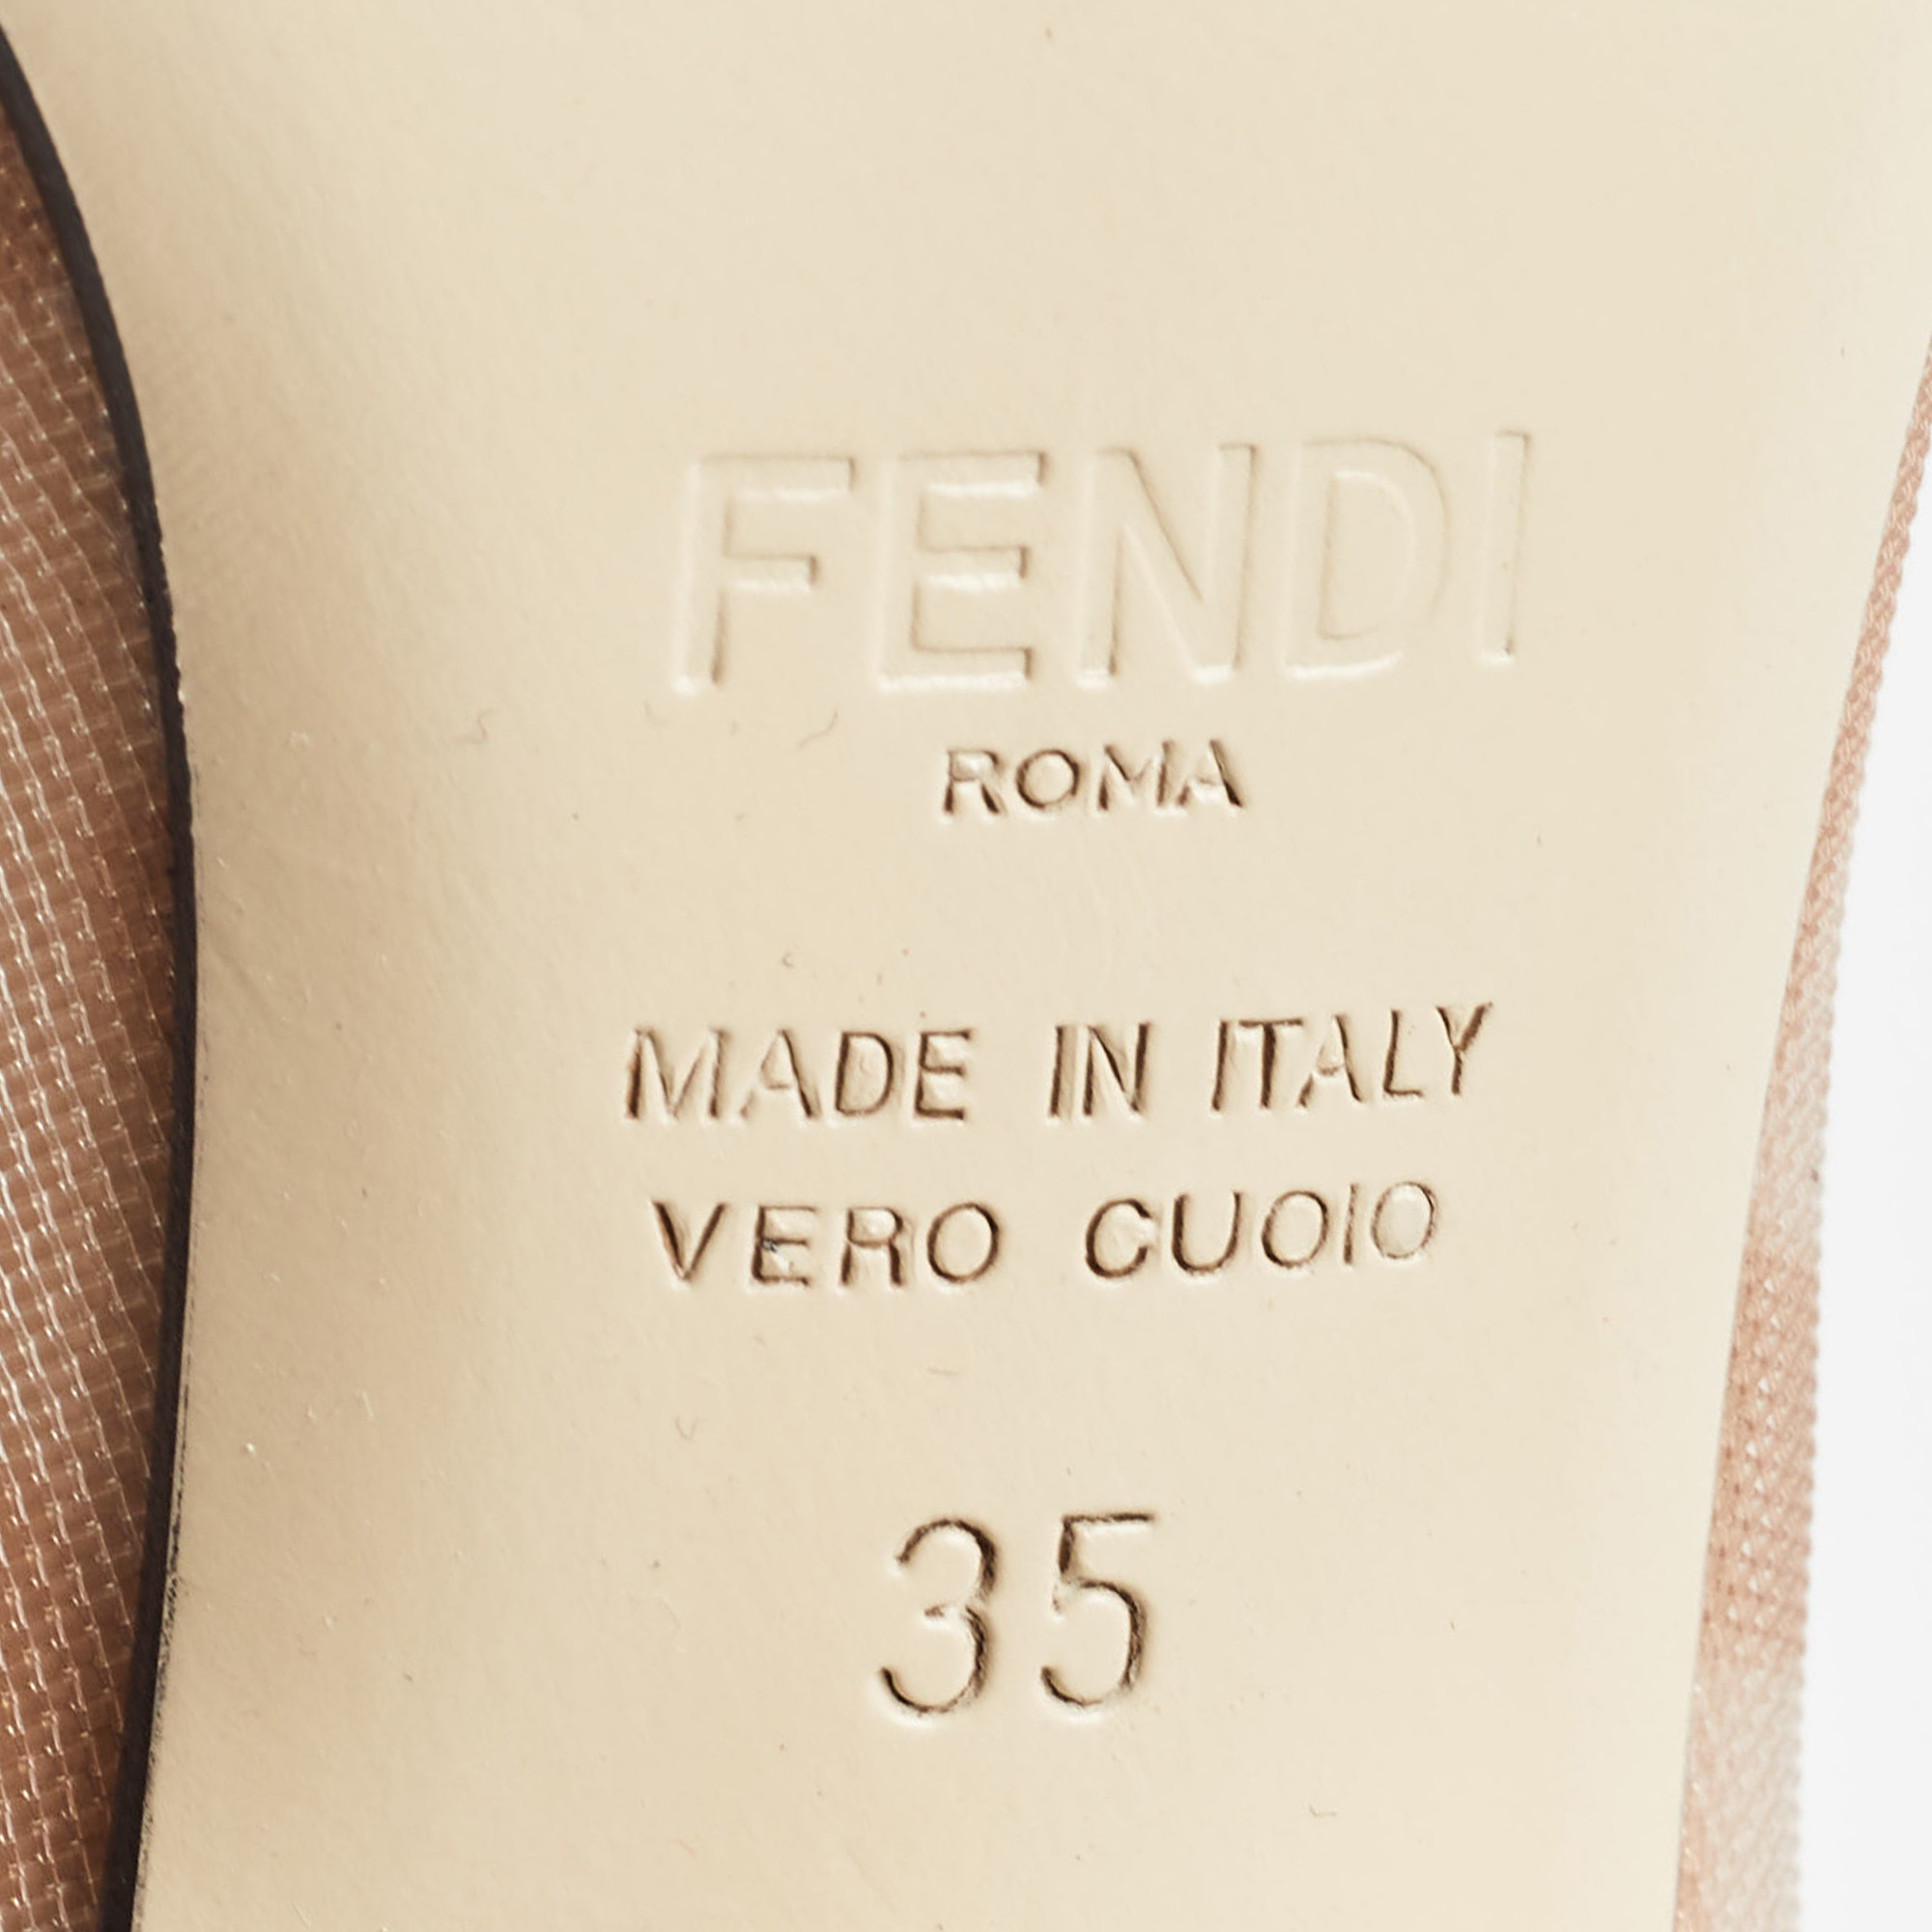 FENDI
ROMA
MADE IN ITALY
VERO CUOIO
35